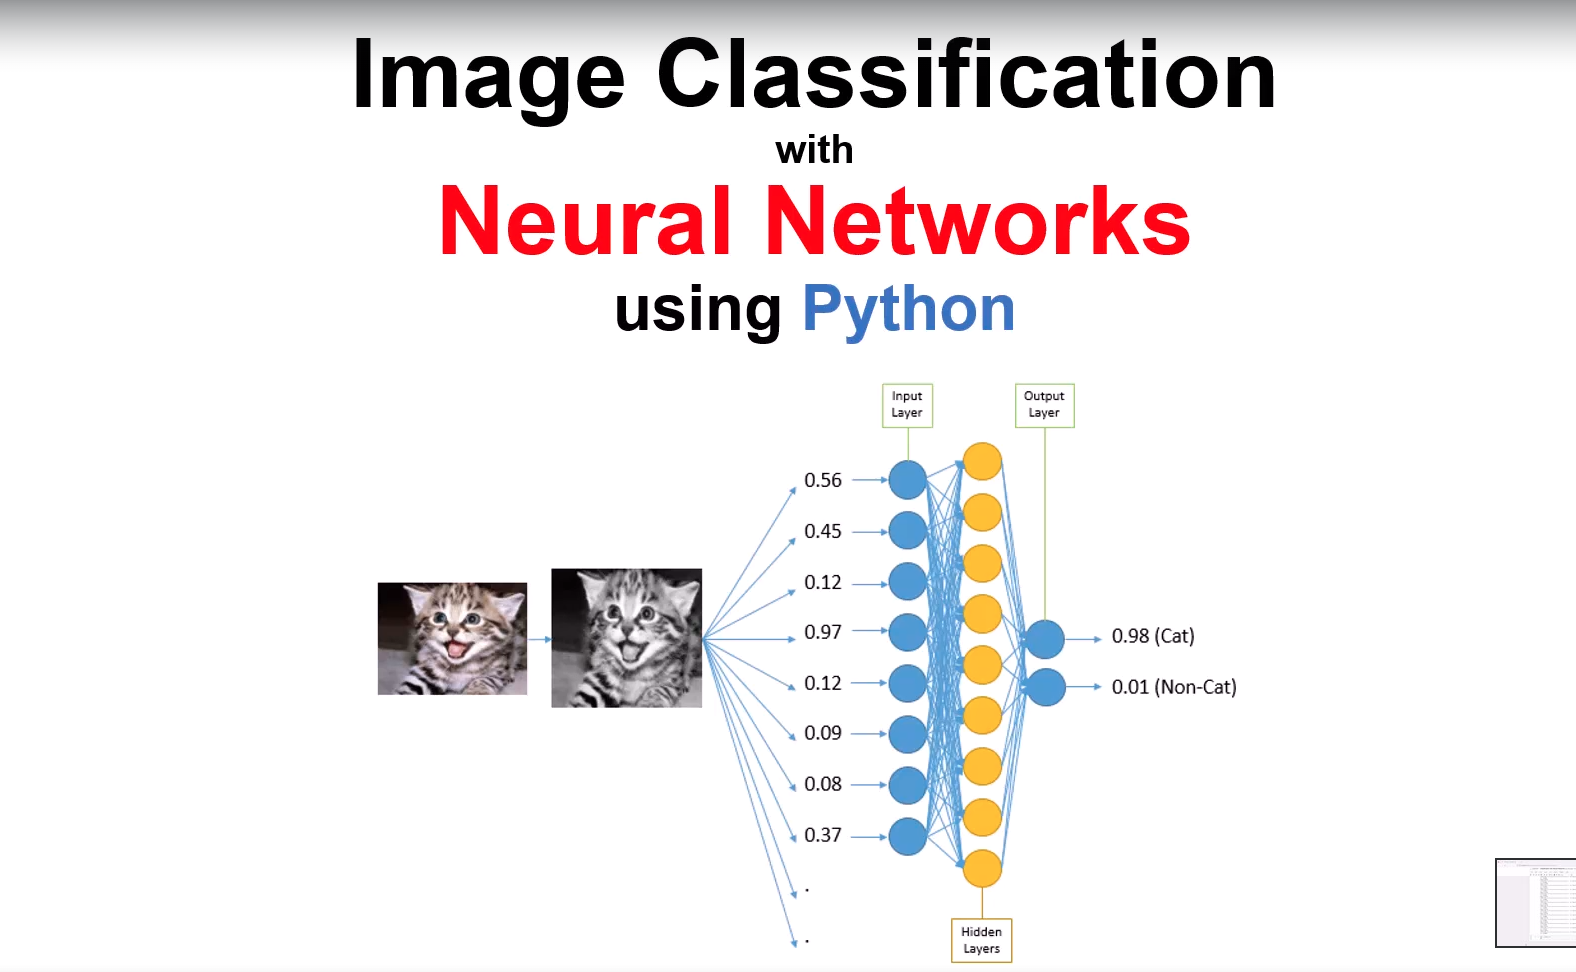 Image Classification
with
Neural Networks
using Python
Input
Layer
Output
Layer
0.56
0.45
0.12
0.97
0.12
0.09
0.08
0.37
.
.
0.98 (Cat)
0.01 (Non-Cat)
Hidden
Layers